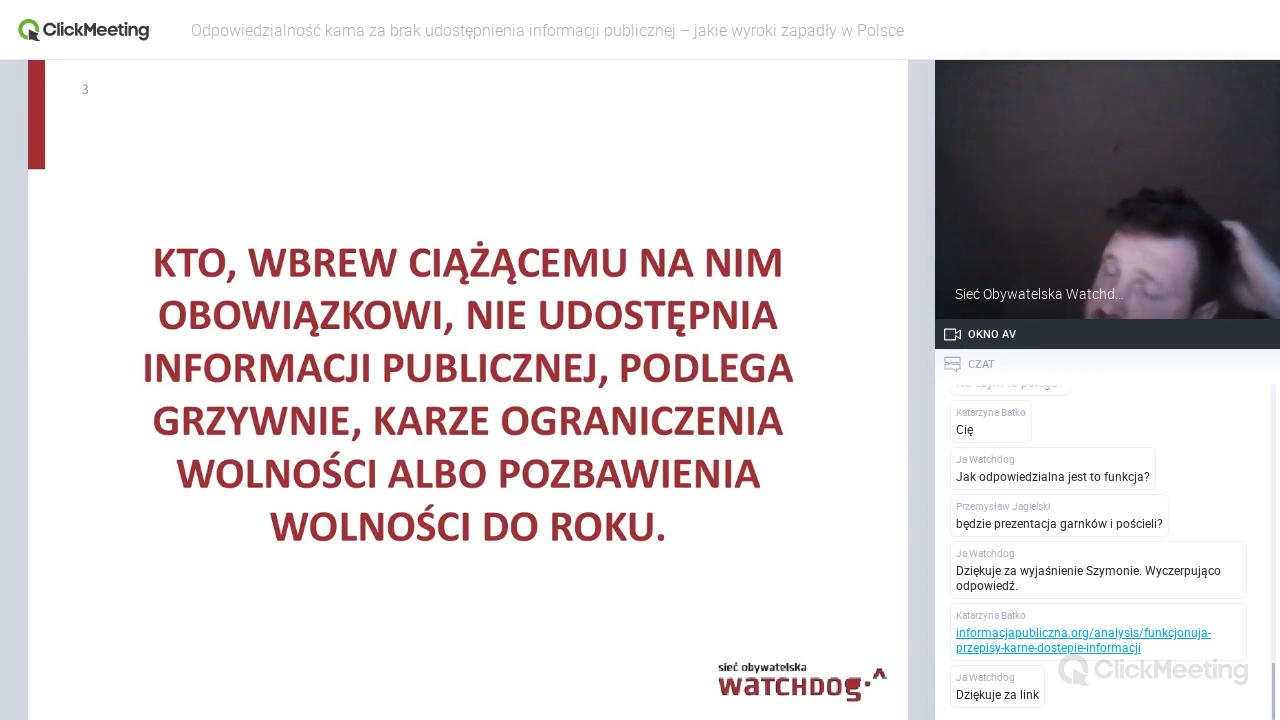 ClickMeeting
Odpowiedzialność karna za brak udostępnienia informacji publicznej – jakie wyroki zapadły w Polsce
3
KTO, WBREW CIĄŻĄCEMU NA NIM
OBOWIĄZKOWI, NIE UDOSTĘPNIA
INFORMACJI PUBLICZNEJ, PODLEGA
GRZYWNIE, KARZE OGRANICZENIA
WOLNOŚCI ALBO POZBAWIENIA
WOLNOŚCI DO ROKU.
sieć obywatelska
WATCHDOG
Sieć Obywatelska Watchd...
OKNO AV
CZAT
Katarzyna Batko
Cię
Ja Watchdog
Jak odpowiedzialna jest to funkcja?
Przemysław Jagielski
będzie prezentacja garnków i pościeli?
Ja Watchdog
Dziękuje za wyjaśnienie Szymonie. Wyczerpująco
odpowiedź.
Katarzyna Batko
informacjapubliczna.org/analysis/funkcjonuja-
przepisy-karne-dostepie-informacji
Ja Watchdog
Dziękuje za link
ClickMeeting